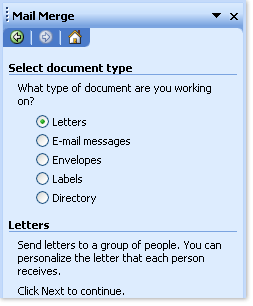 Mail Merge
Select document type
What type of document are you working
on?
Letters
E-mail messages
Envelopes
Labels
Directory
Letters
Send letters to a group of people. You can
personalize the letter that each person
receives.
Click Next to continue.